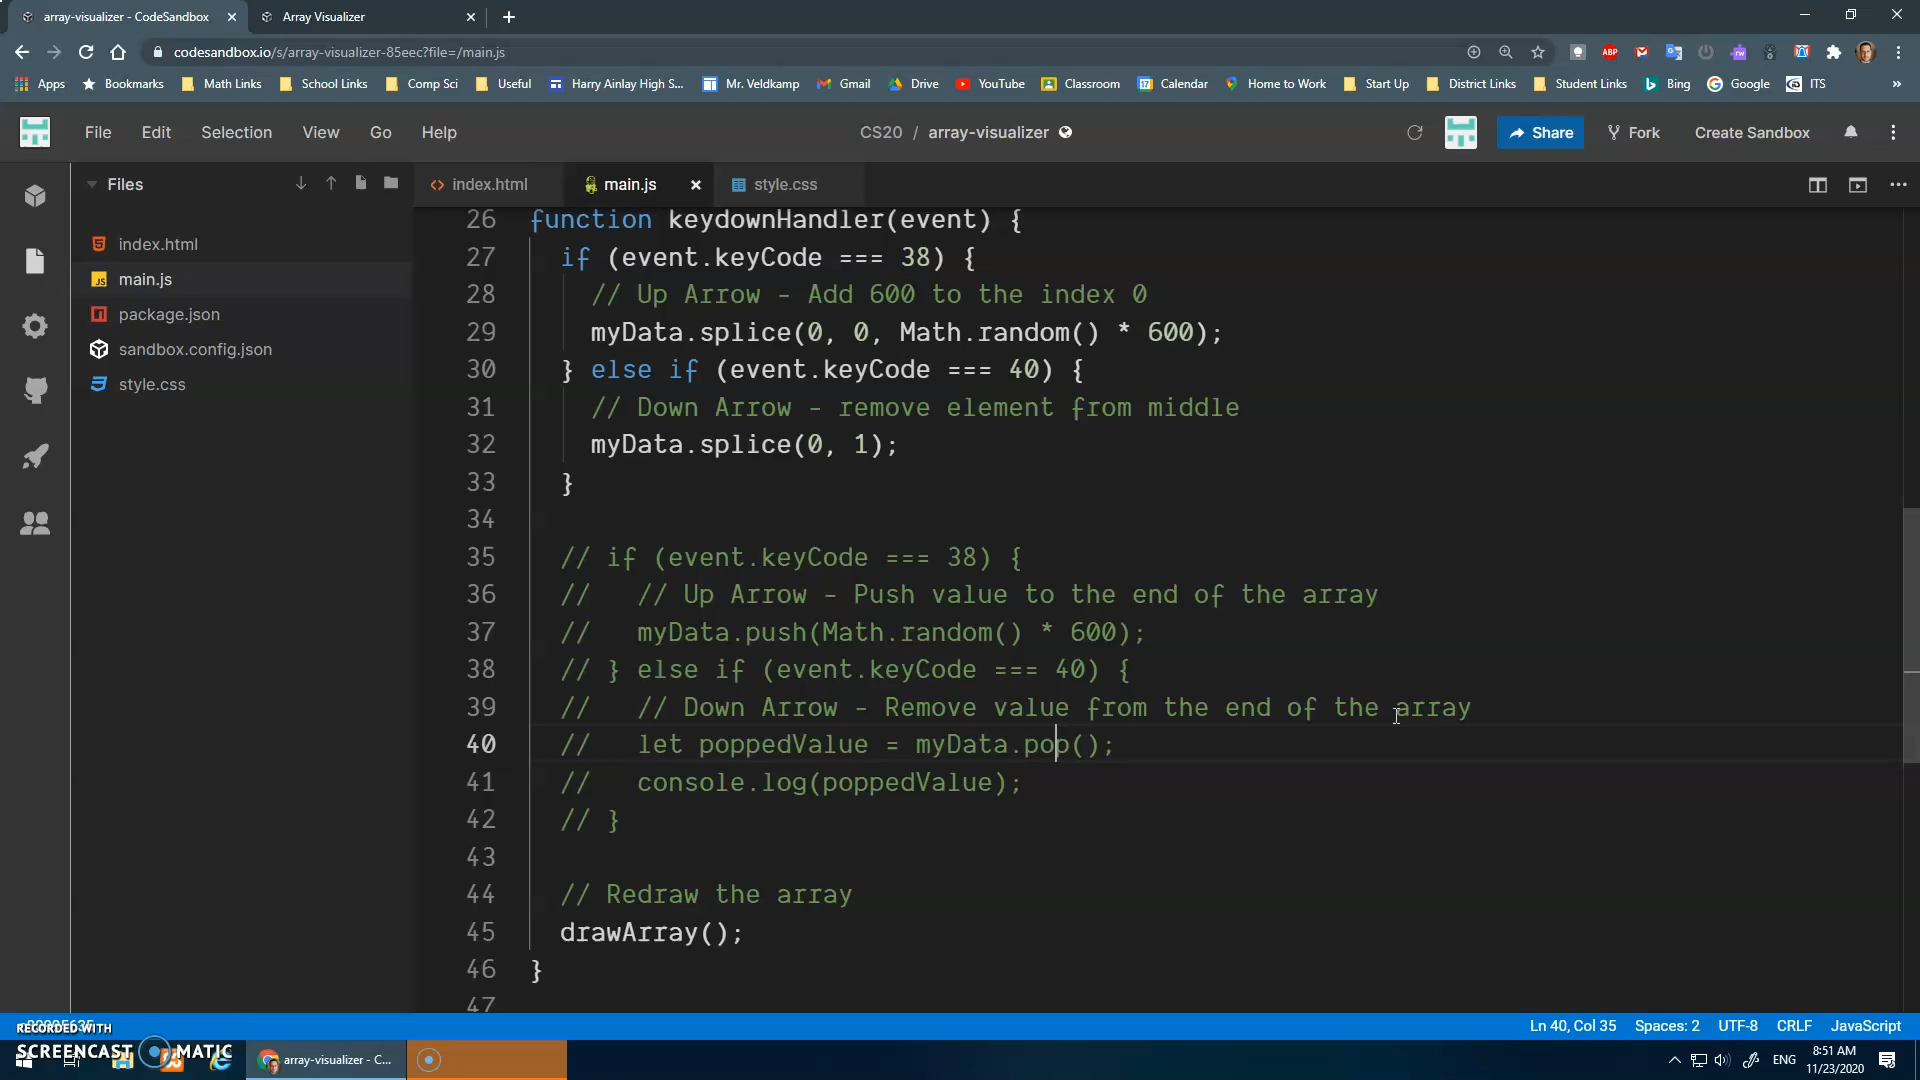 array-visualizer - CodeSandbox
Array Visualizer
codesandbox.io/s/array-visualizer-85eec?file=/main.js
ABP
Apps
Bookmarks
Math Links
School Links
Comp Sci
Useful
Harry Ainlay High S...
Mr. Veldkamp
Gmail
Drive
YouTube
Classroom
Calendar
Home to Work
Start Up
District Links
Student Links
Bing
Google
ITS
»
File Edit Selection View Go Help
CS20 / array-visualizer
Share
Fork
Create Sandbox
Files
index.html
main.js
style.css
index.html
main.js
package.json
sandbox.config.json
style.css
26 function keydownHandler(event) {
27 if (event.keyCode === 38) {
28 // Up Arrow - Add 600 to the index 0
29 myData.splice(0, 0, Math.random() * 600);
30 } else if (event.keyCode === 40) {
31 // Down Arrow - remove element from middle
32 myData.splice(0, 1);
33 }
34
35 // if (event.keyCode === 38) {
36 // // Up Arrow - Push value to the end of the array
37 // myData.push(Math.random() * 600);
38 // } else if (event.keyCode === 40) {
39 // // Down Arrow - Remove value from the end of the array
40 // let poppedValue = myData.pop();
41 // console.log(poppedValue);
42 // }
43
44 // Redraw the array
45 drawArray();
46 }
47
Ln 40, Col 35
Spaces: 2
UTF-8
CRLF
JavaScript
RECORDED WITH
SCREENCAST MATIC
array-visualizer - C...
ENG
8:51 AM
11/23/2020